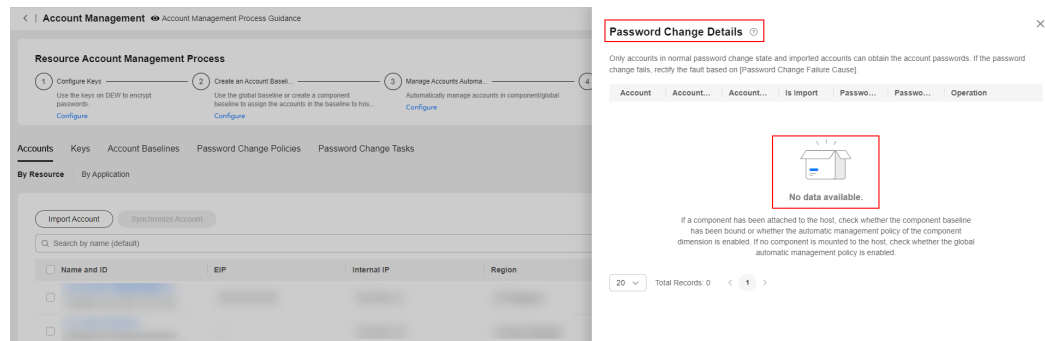 Account Management Account Management Process Guidance
Resource Account Management Process
1 Configure Keys
Use the keys on DEW to encrypt
passwords.
Configure
2 Create an Account Baseli...
Use the global baseline or create a component
baseline to assign the accounts in the baseline to hos...
Configure
3 Manage Accounts Automa...
Automatically manage accounts in component/global
Configure
4
Accounts Keys Account Baselines Password Change Policies Password Change Tasks
By Resource By Application
Import Account Synchronize Account
Search by name (default)
Name and ID EIP Internal IP Region
Password Change Details
Only accounts in normal password change state and imported accounts can obtain the account passwords. If the password
change fails, rectify the fault based on [Password Change Failure
Cause].
Account Account... Account... Is Import Passwo... Passwo... Operation
No data available.
If a component has been attached to the host, check whether the component baseline
has been bound or whether the automatic management policy of the component
dimension is enabled. If no component is mounted to the host, check whether the global
automatic management policy is enabled.
20 Total Records: 0 < 1 >